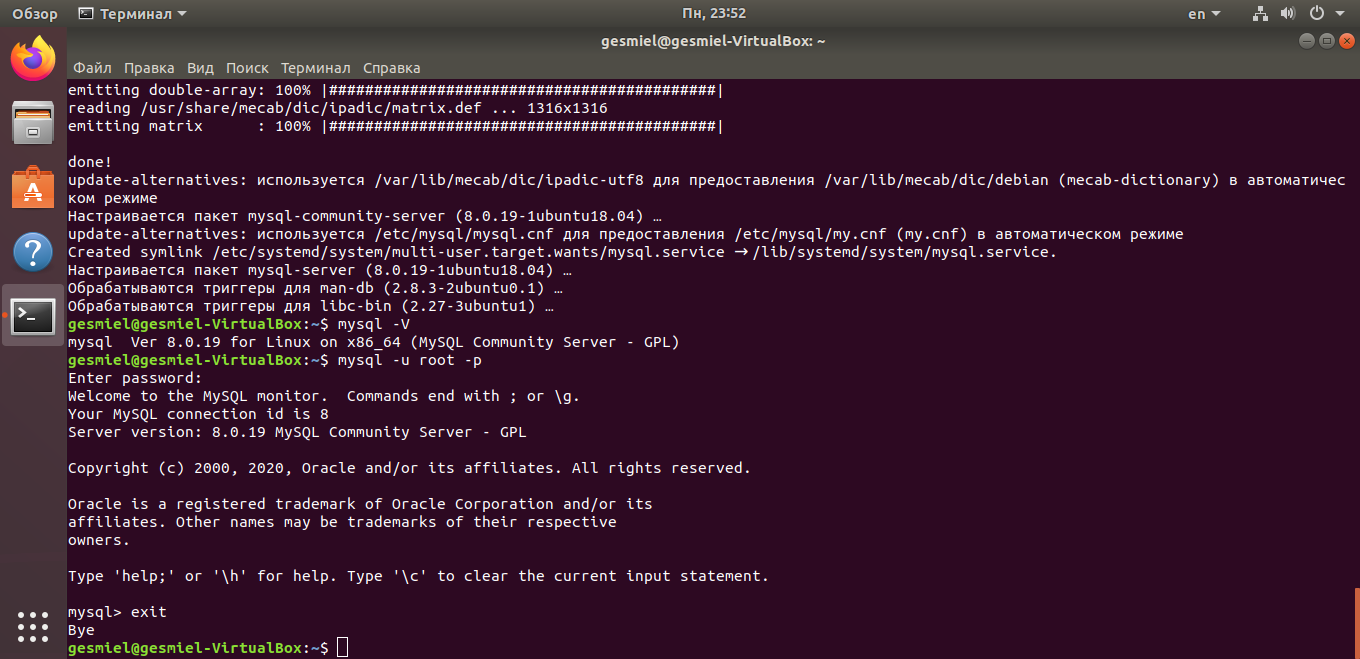 Обзор Терминал Пн, 23:52 en
gesmiel@gesmiel-VirtualBox: ~
Файл Правка Вид Поиск Терминал Справка
emitting double-array: 100% |###########################################|
reading /usr/share/mecab/dic/ipadic/matrix.def ... 1316x1316
emitting matrix      : 100% |###########################################|
done!
update-alternatives: используется /var/lib/mecab/dic/ipadic-utf8 для предоставления /var/lib/mecab/dic/debian (mecab-dictionary) в автоматичес
ком режиме
Настраивается пакет mysql-community-server (8.0.19-1ubuntu18.04) …
update-alternatives: используется /etc/mysql/mysql.cnf для предоставления /etc/mysql/my.cnf (my.cnf) в автоматическом режиме
Created symlink /etc/systemd/system/multi-user.target.wants/mysql.service → /lib/systemd/system/mysql.service.
Настраивается пакет mysql-server (8.0.19-1ubuntu18.04) …
Обрабатываются триггеры для man-db (2.8.3-2ubuntu0.1) …
Обрабатываются триггеры для libc-bin (2.27-3ubuntu1) …
gesmiel@gesmiel-VirtualBox:~$ mysql -V
mysql  Ver 8.0.19 for Linux on x86_64 (MySQL Community Server - GPL)
gesmiel@gesmiel-VirtualBox:~$ mysql -u root -p
Enter password:
Welcome to the MySQL monitor.  Commands end with ; or \g.
Your MySQL connection id is 8
Server version: 8.0.19 MySQL Community Server - GPL
Copyright (c) 2000, 2020, Oracle and/or its affiliates. All rights reserved.
Oracle is a registered trademark of Oracle Corporation and/or its
affiliates. Other names may be trademarks of their respective
owners.
Type 'help;' or '\h' for help. Type '\c' to clear the current input statement.
mysql> exit
Bye
gesmiel@gesmiel-VirtualBox:~$